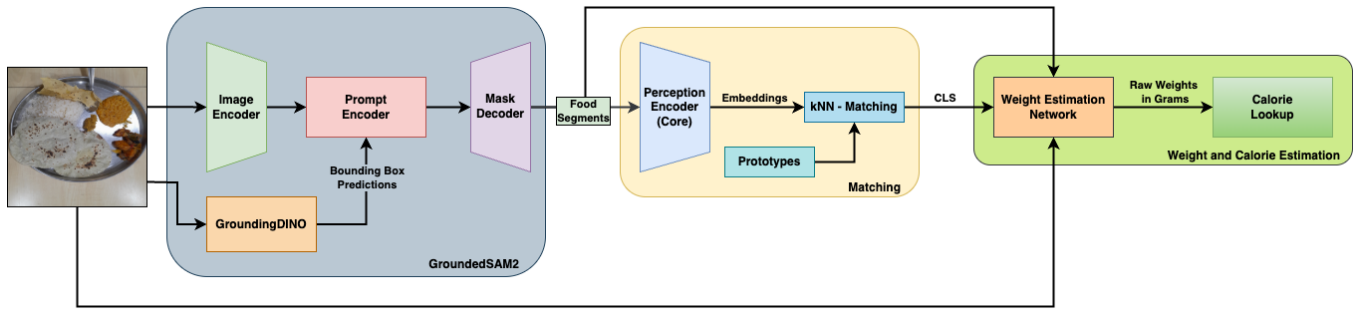 Image
Encoder
Prompt
Encoder
Mask
Decoder
Bounding Box
Predictions
GroundingDINO
GroundedSAM2
Food
Segments
Perception
Encoder
(Core)
Embeddings
kNN - Matching
Prototypes
Matching
CLS
Weight Estimation
Network
Raw Weights
in Grams
Calorie
Lookup
Weight and Calorie Estimation